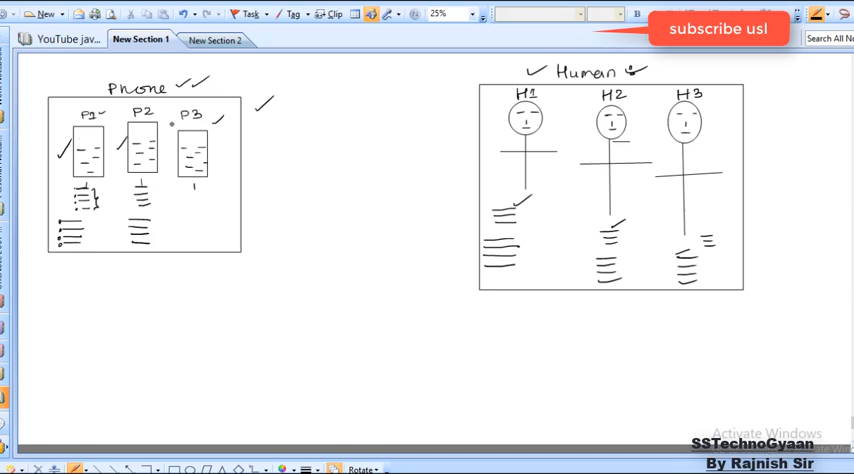 New
Task
Tag
Clip
25%
B
subscribe usl
YouTube jav...
New Section 1
New Section 2
Search All No
Phone
P1 P2 P3
Human
H1 H2 H3
Activate Windows
SSTechnoGyaan
By Rajnish Sir
Rotate